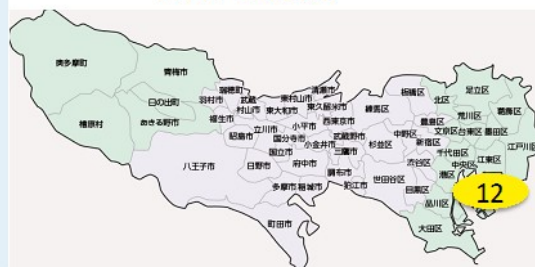 奥多摩町
青梅市
瑞穂町
清瀬市
日の出町
羽村市
武蔵村山市
東村山市
東久留米市
東大和市
檜原村
あきる野市
福生市
昭島市
立川市
小平市
西東京市
国分寺市
武蔵野市
小金井市
三鷹市
国立市
八王子市
日野市
府中市
調布市
狛江市
多摩市
稲城市
町田市
練馬区
板橋区
北区
足立区
豊島区
荒川区
葛飾区
中野区
文京区
台東区
墨田区
杉並区
新宿区
江戸川区
千代田区
渋谷区
中央区
江東区
世田谷区
港区
目黒区
品川区
大田区
12